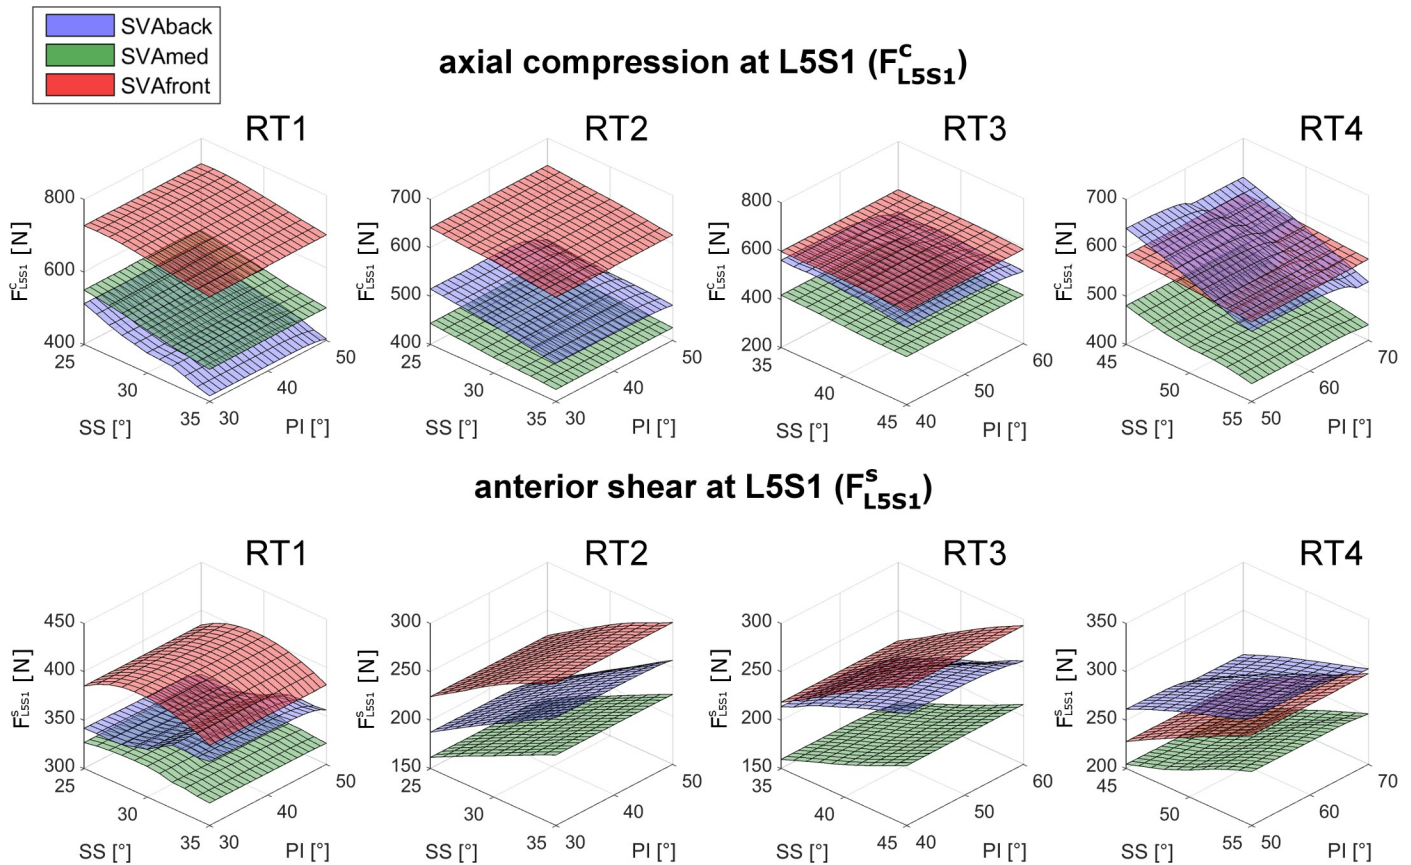 SVAback
SVAmed
SVAfront
axial compression at L5S1 (F^c_L5S1)
RT1
RT2
RT3
RT4
F^c_L5S1 [N]
800
600
400
25
30
35
SS [°]
30
40
50
PI [°]
F^c_L5S1 [N]
700
600
500
400
25
30
35
SS [°]
30
40
50
PI [°]
F^c_L5S1 [N]
800
600
400
200
35
40
45
SS [°]
40
50
60
PI [°]
F^c_L5S1 [N]
700
600
500
400
45
50
55
SS [°]
50
60
70
PI [°]
anterior shear at L5S1 (F^s_L5S1)
RT1
RT2
RT3
RT4
F^s_L5S1 [N]
450
400
350
300
25
30
35
SS [°]
30
40
50
PI [°]
F^s_L5S1 [N]
300
250
200
150
25
30
35
SS [°]
30
40
50
PI [°]
F^s_L5S1 [N]
300
250
200
150
35
40
45
SS [°]
40
50
60
PI [°]
F^s_L5S1 [N]
350
300
250
200
45
50
55
SS [°]
50
60
70
PI [°]